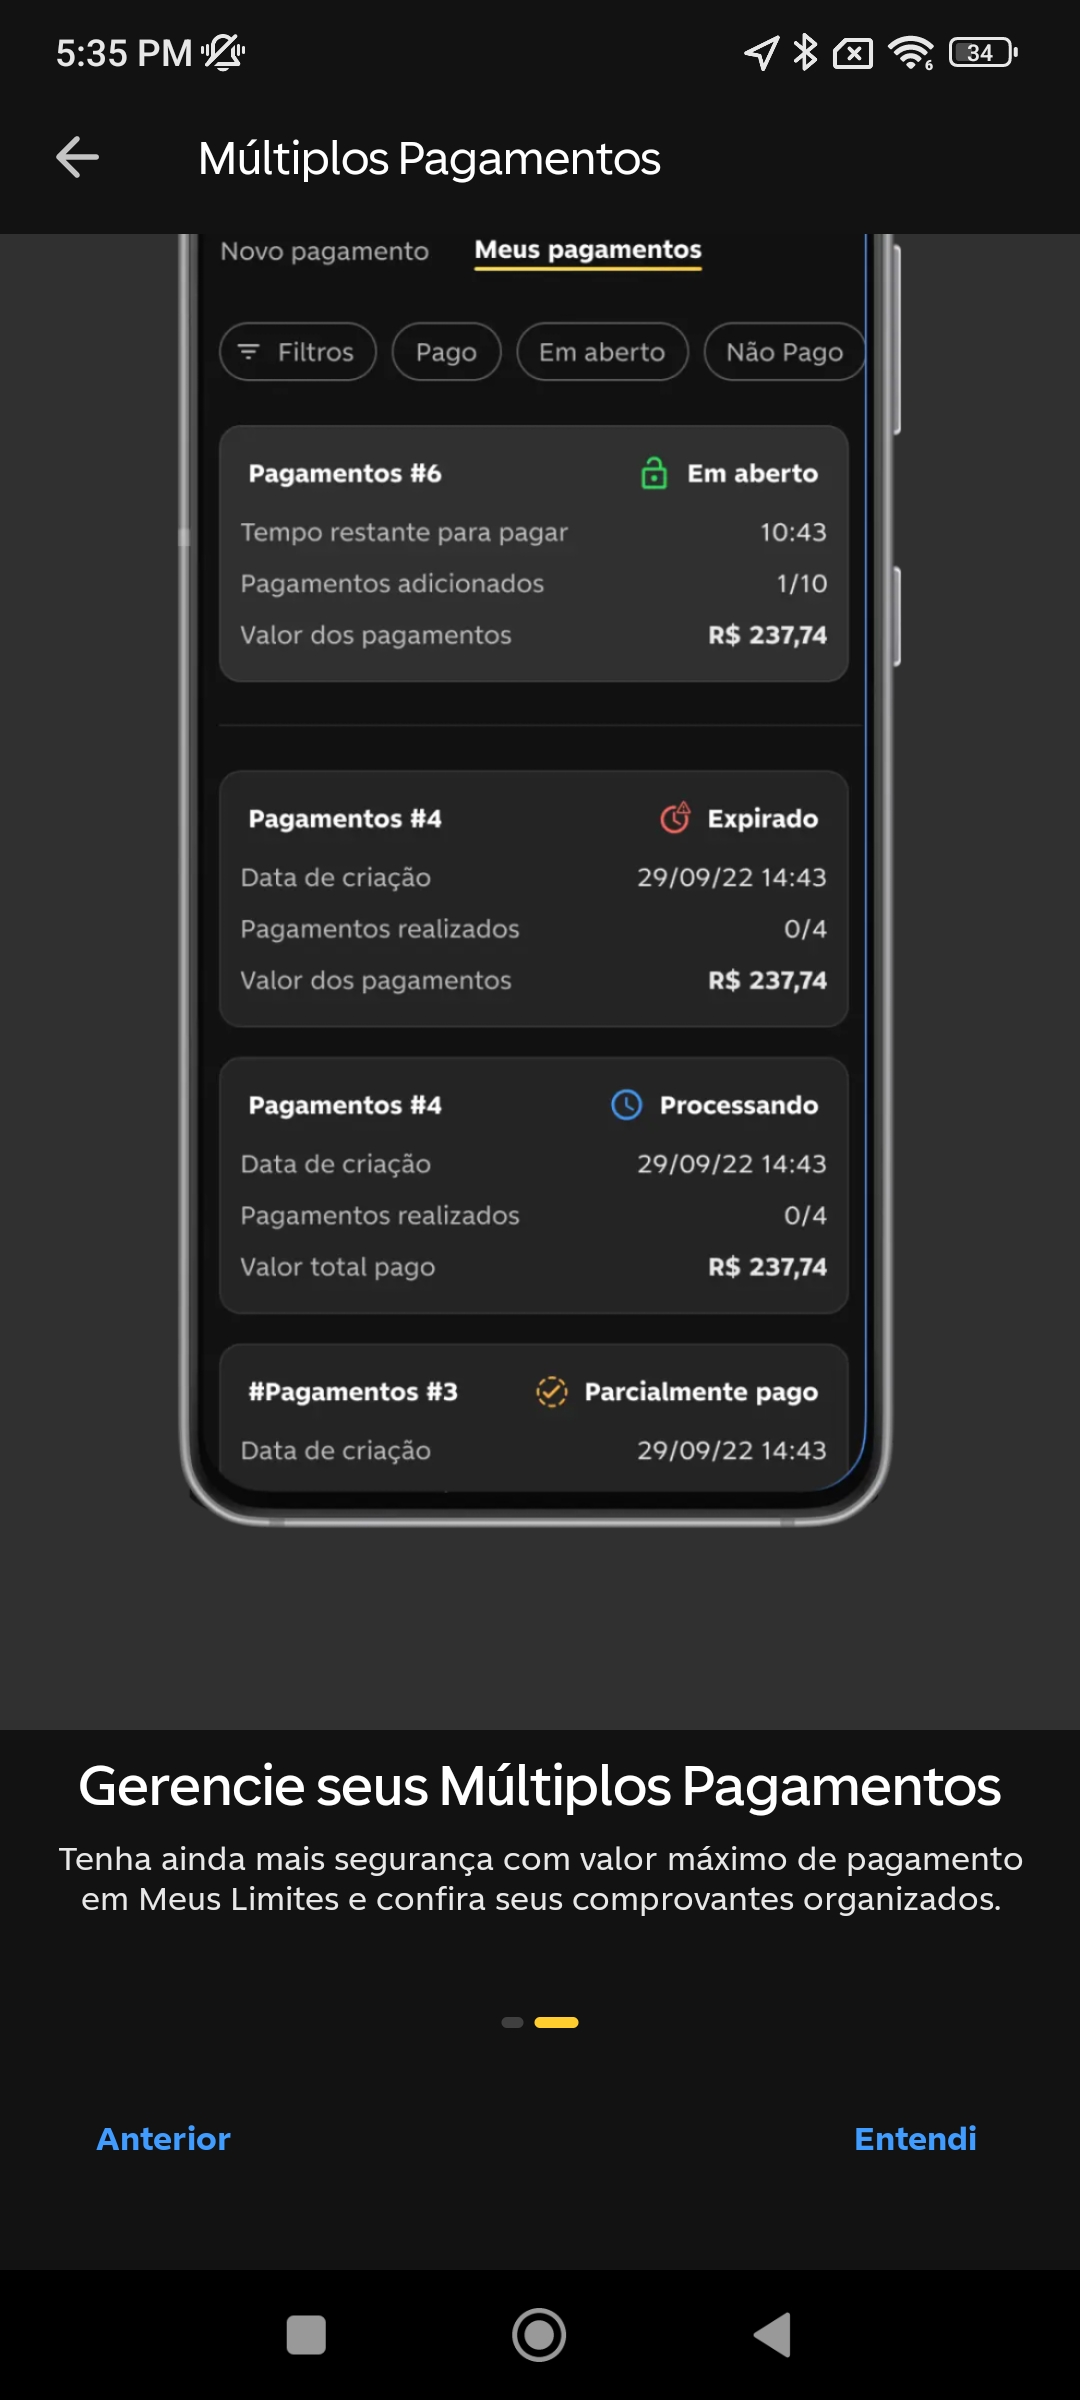 5:35 PM
6
34
Múltiplos Pagamentos
Novo pagamento Meus pagamentos
Filtros Pago Em aberto Não Pago
Pagamentos #6 Em aberto
Tempo restante para pagar 10:43
Pagamentos adicionados 1/10
Valor dos pagamentos R$ 237,74
Pagamentos #4 Expirado
Data de criação 29/09/22 14:43
Pagamentos realizados 0/4
Valor dos pagamentos R$ 237,74
Pagamentos #4 Processando
Data de criação 29/09/22 14:43
Pagamentos realizados 0/4
Valor total pago R$ 237,74
#Pagamentos #3 Parcialmente pago
Data de criação 29/09/22 14:43
Gerencie seus Múltiplos Pagamentos
Tenha ainda mais segurança com valor máximo de pagamento
em Meus Limites e confira seus comprovantes organizados.
Anterior Entendi